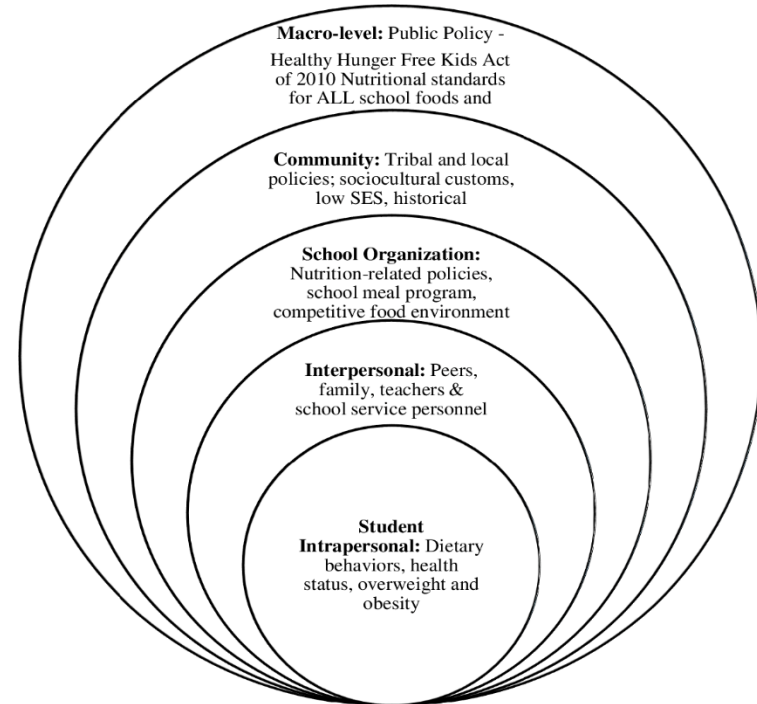 Macro-level: Public Policy -
Healthy Hunger Free Kids Act
of 2010 Nutritional standards
for ALL school foods and
Community: Tribal and local
policies; sociocultural customs,
low SES, historical
School Organization:
Nutrition-related policies,
school meal program,
competitive food environment
Interpersonal: Peers,
family, teachers &
school service personnel
Student
Intrapersonal: Dietary
behaviors, health
status, overweight and
obesity